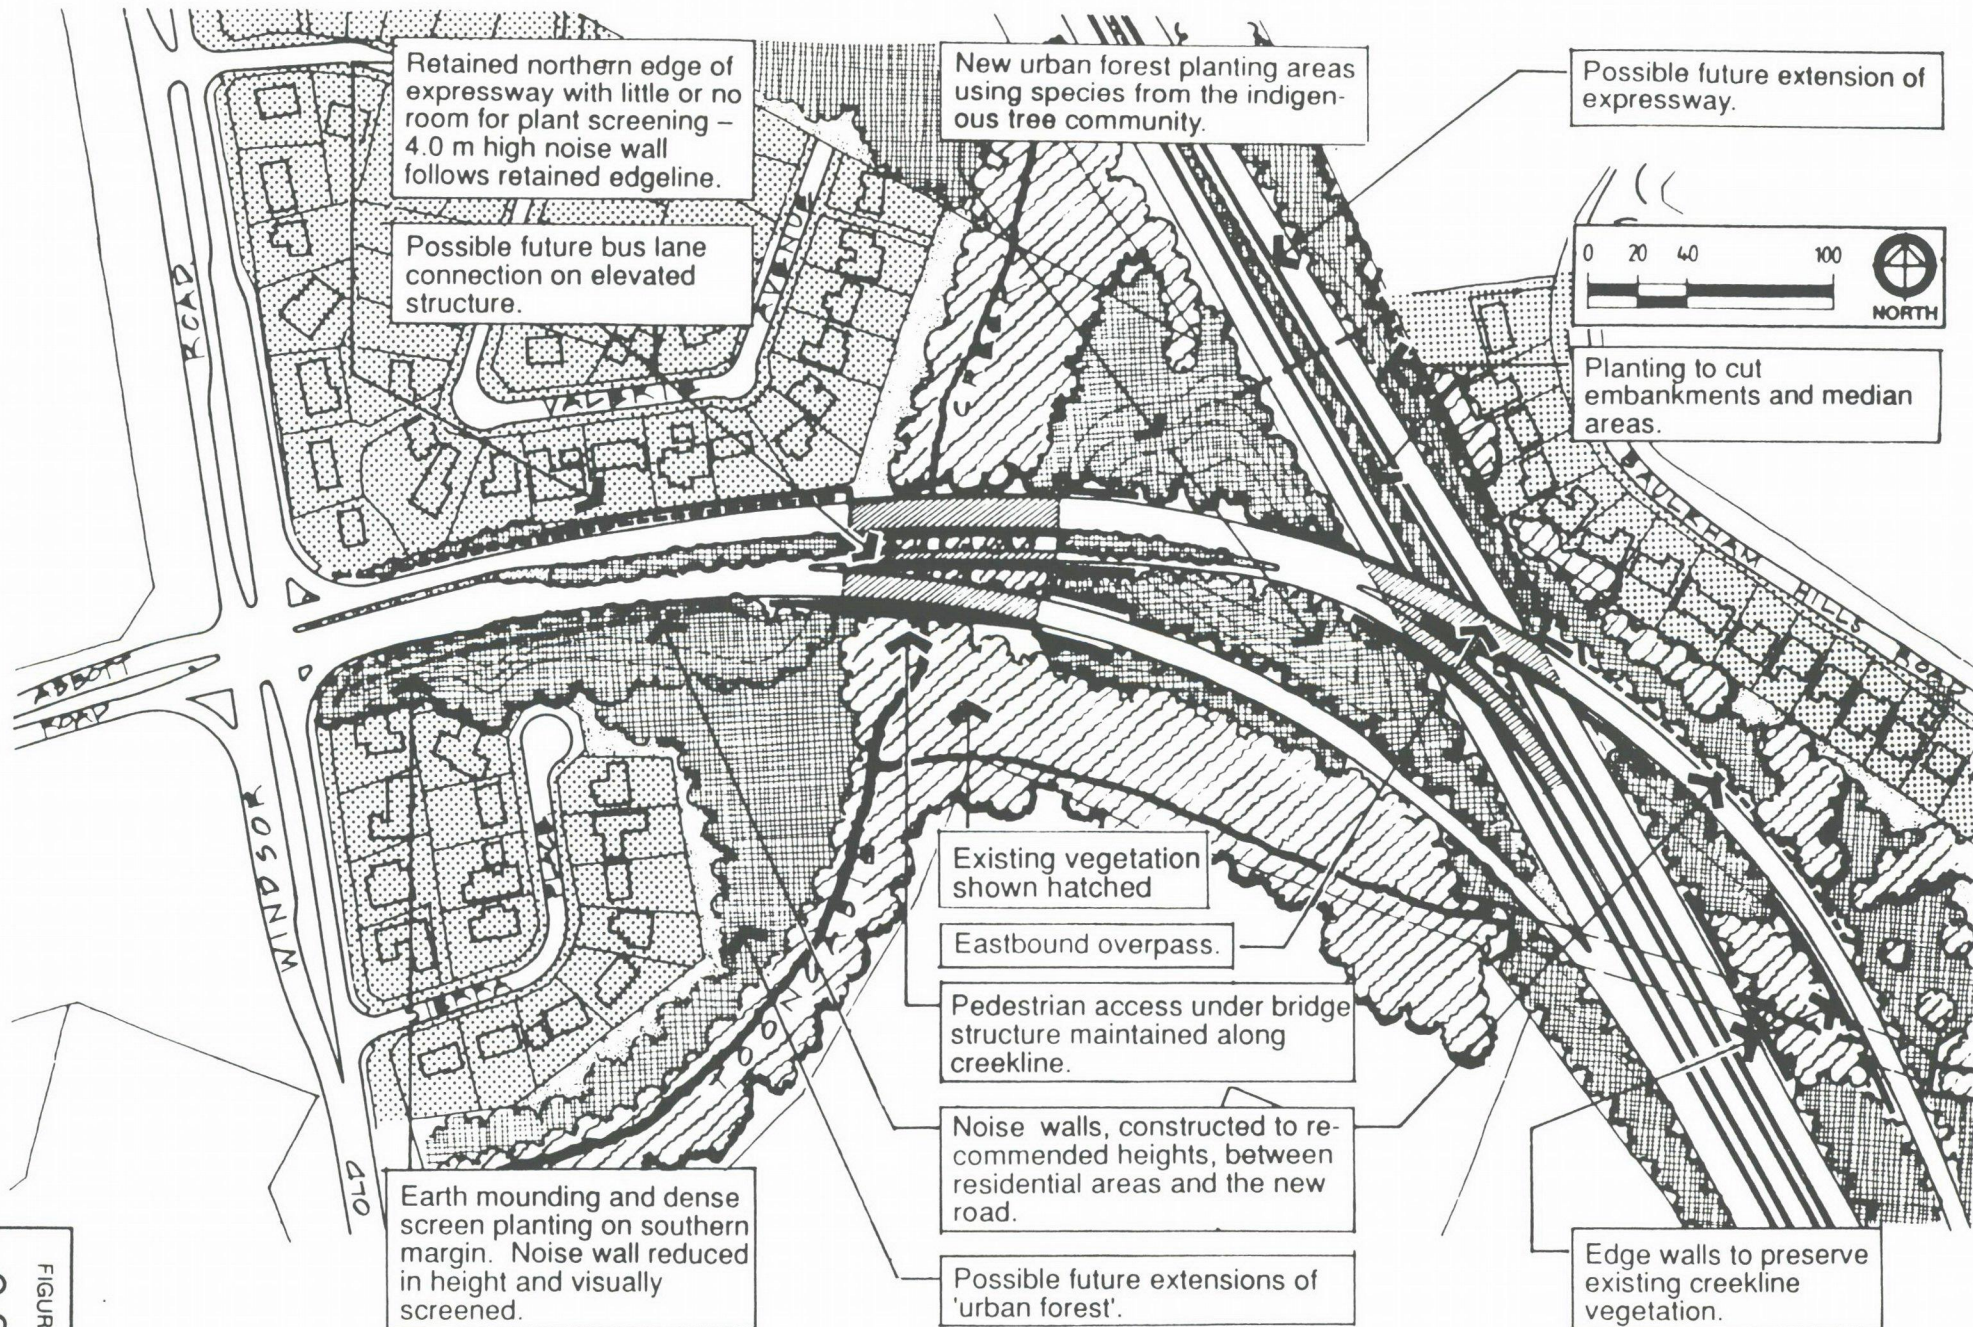 Retained northern edge of
expressway with little or no
room for plant screening –
4.0 m high noise wall
follows retained edgeline.
New urban forest planting areas
using species from the indigen-
ous tree community.
Possible future extension of
expressway.
Possible future bus lane
connection on elevated
structure.
0 20 40 100
NORTH
Planting to cut
embankments and median
areas.
ROAD
AVENUE
VALERIE
BAULKHAM HILLS ROAD
ABBOTT
ROAD
WINDSOR
OLD
Existing vegetation
shown hatched
Eastbound overpass.
Pedestrian access under bridge
structure maintained along
creekline.
Noise walls, constructed to re-
commended heights, between
residential areas and the new
road.
Possible future extensions of
'urban forest'.
Earth mounding and dense
screen planting on southern
margin. Noise wall reduced
in height and visually
screened.
Edge walls to preserve
existing creekline
vegetation.